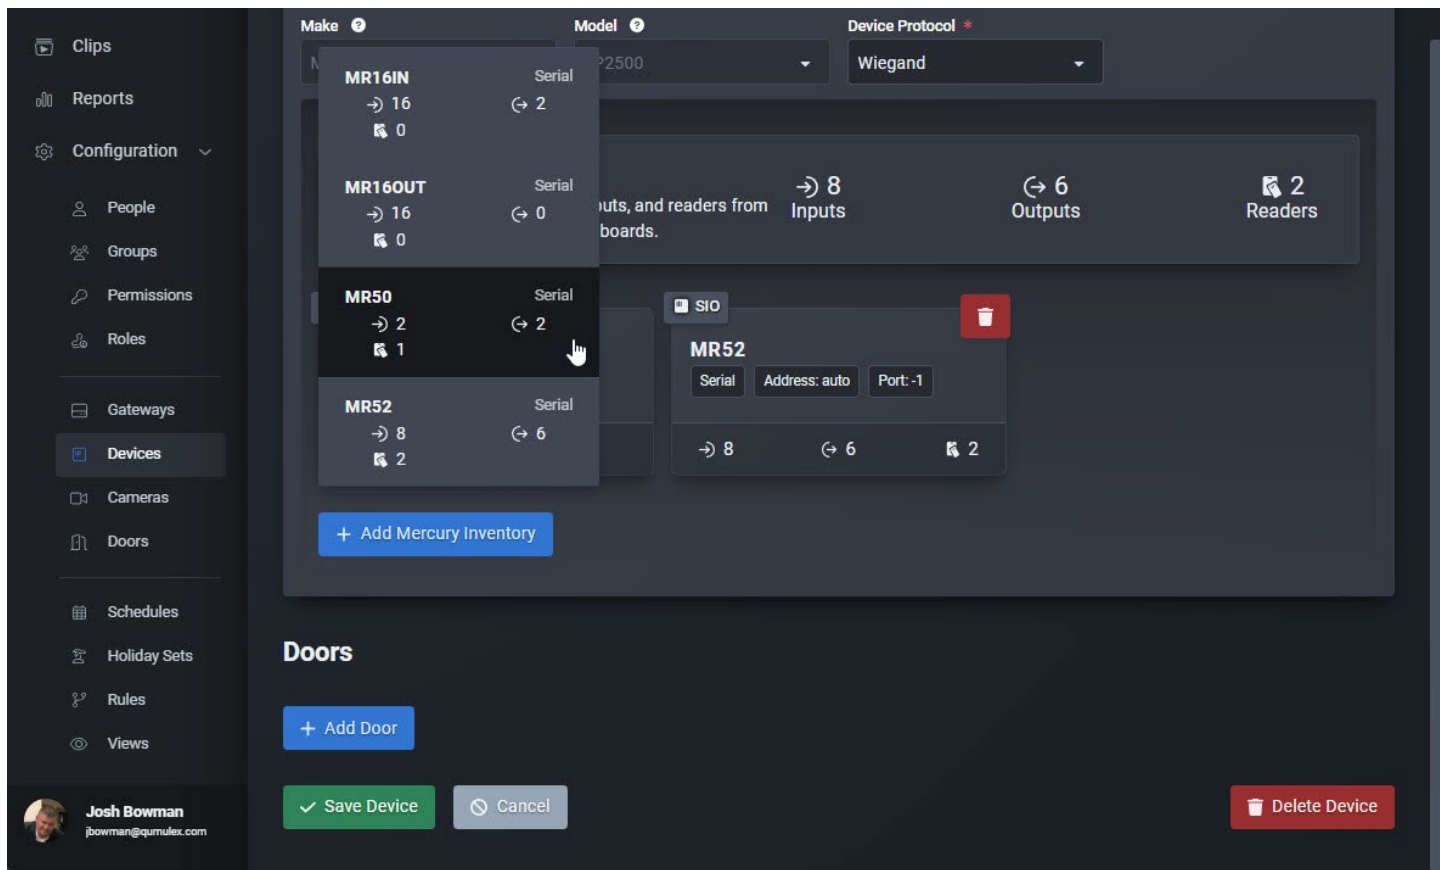 Clips
Reports
Configuration
People
Groups
Permissions
Roles
Gateways
Devices
Cameras
Doors
Schedules
Holiday Sets
Rules
Views
Josh Bowman
jbowman@qumulex.com
Make
Model
Device Protocol *
P2500
Wiegand
MR16IN Serial
16 2
0
MR16OUT Serial
16 0
0
MR50 Serial
2 2
1
MR52 Serial
8 6
2
and readers from
boards.
8 6 2
Inputs Outputs Readers
SIO
MR52
Serial Address: auto Port: -1
8 6 2
+ Add Mercury Inventory
Doors
+ Add Door
Save Device Cancel Delete Device